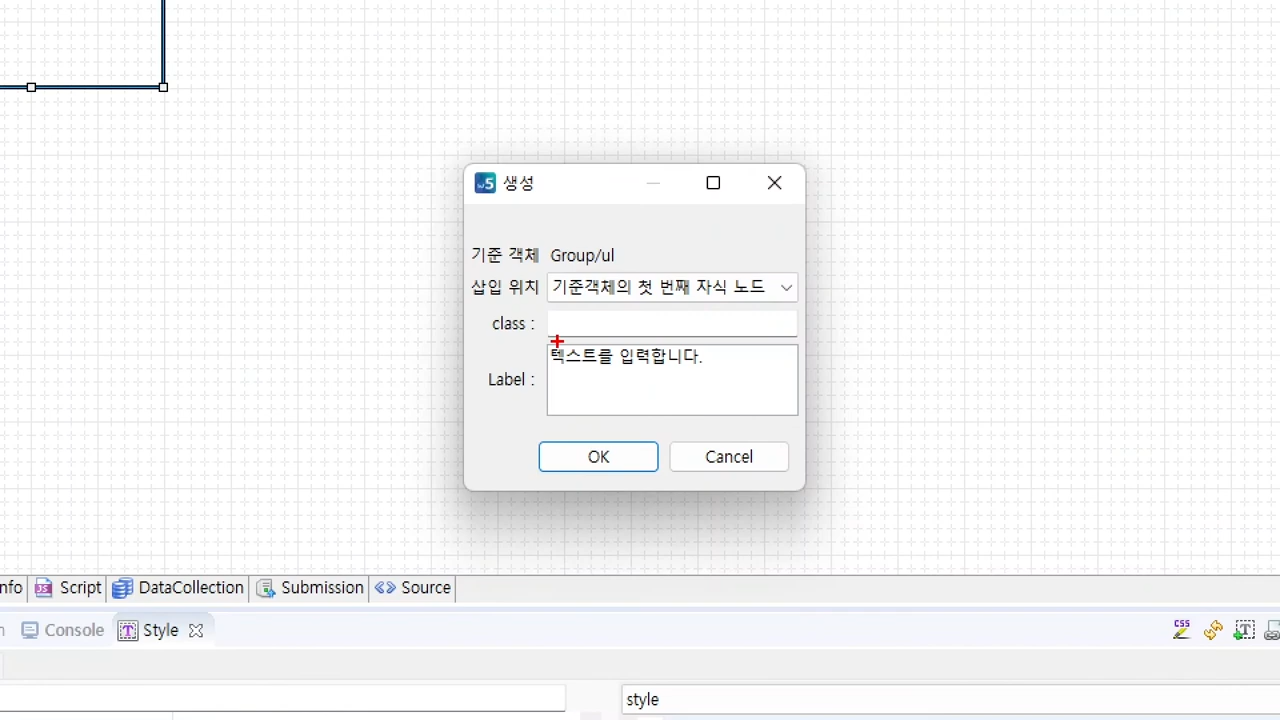 생성
기준 객체 Group/ul
삽입 위치 기준객체의 첫 번째 자식 노드
class :
텍스트를 입력합니다.
Label :
OK Cancel
nfo Script DataCollection Submission Source
Console Style CSS
style